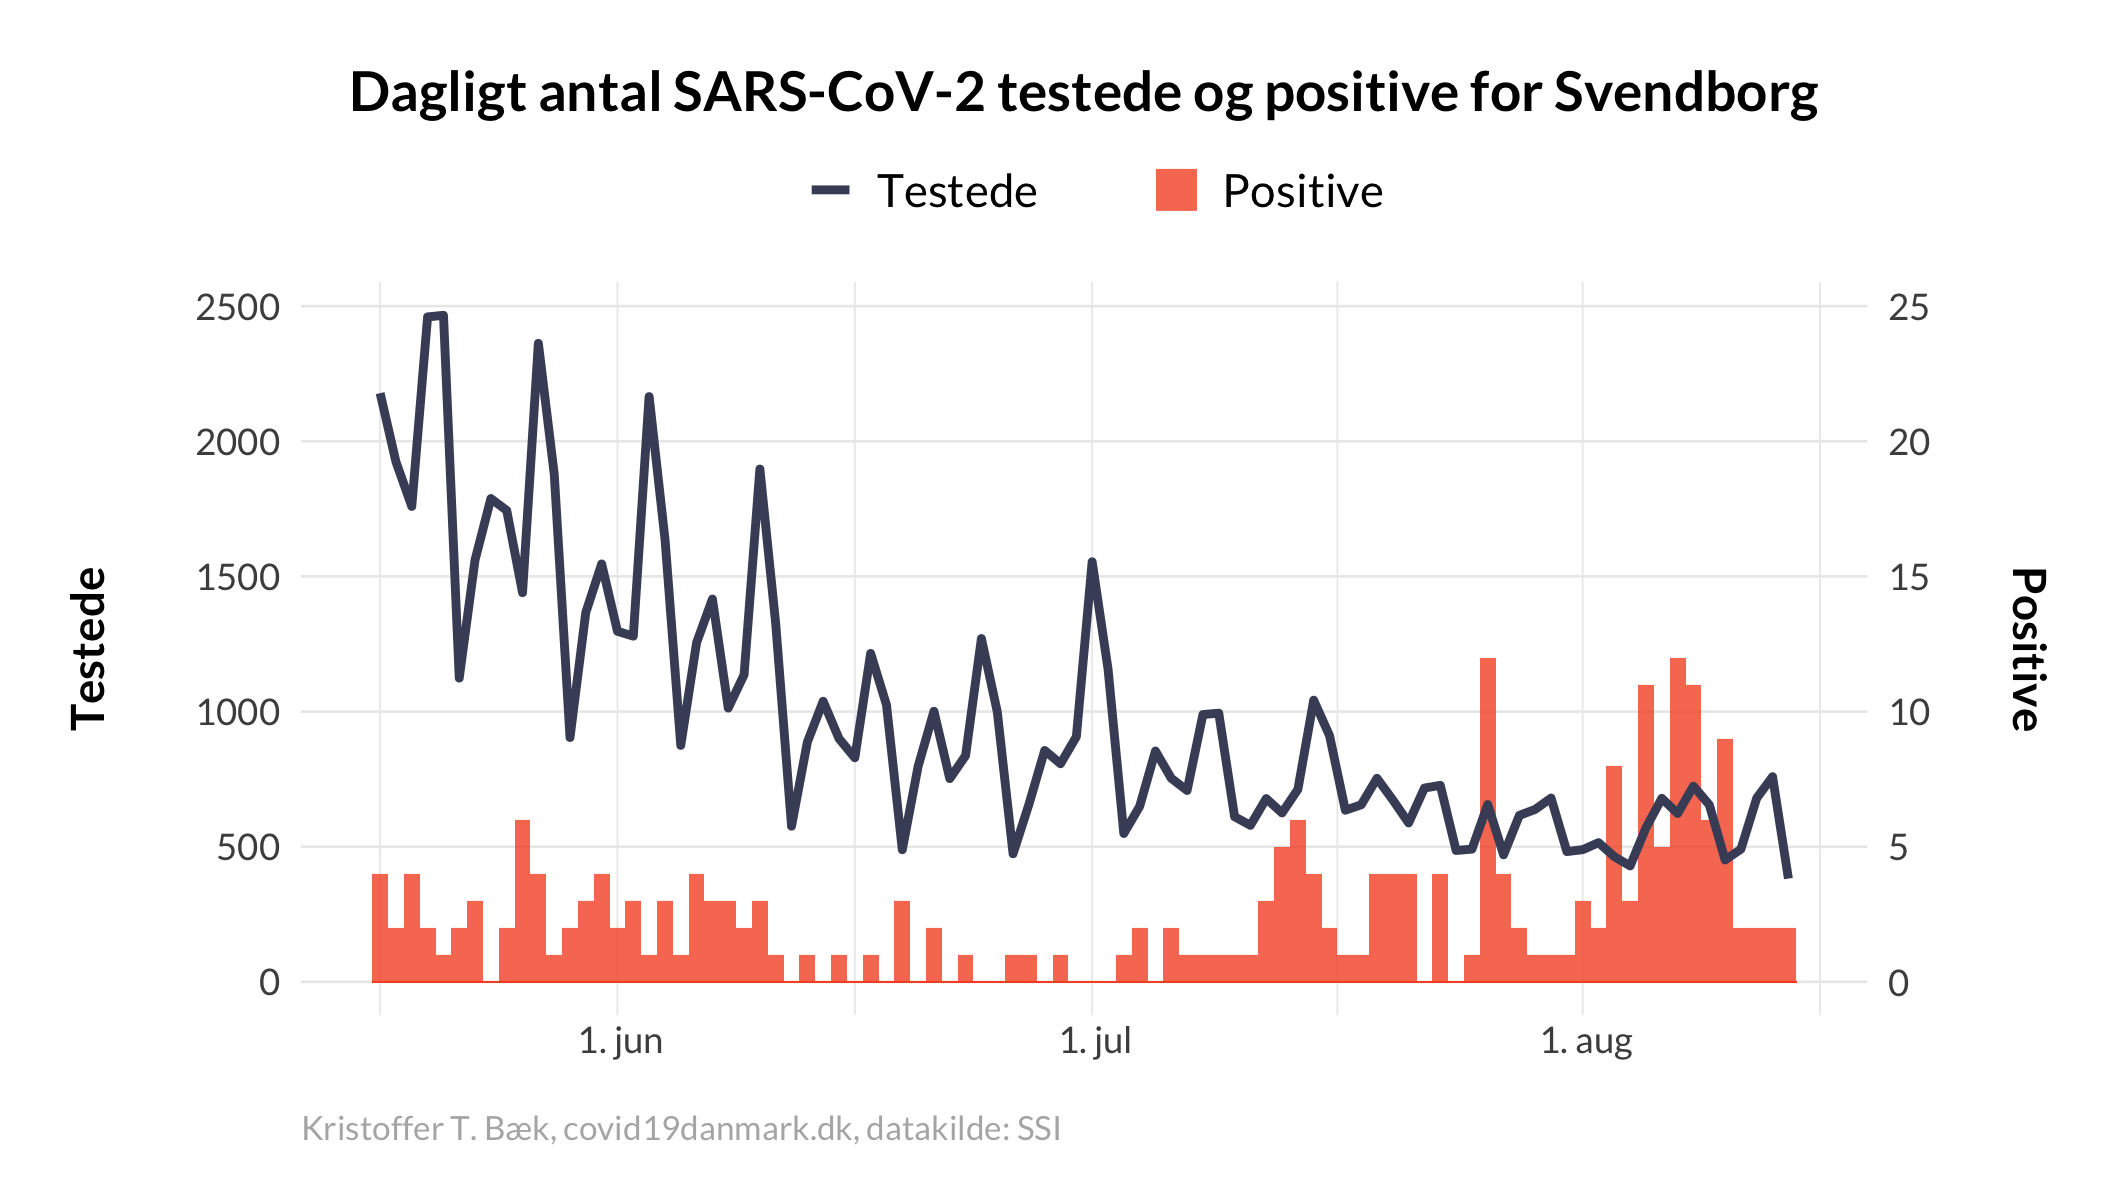 Dagligt antal SARS-CoV-2 testede og positive for Svendborg
Testede Positive
2500 25
2000 20
1500 15
1000 10
500 5
0 0
Testede
Positive
1. jun 1. jul 1. aug
Kristoffer T. Bæk, covid19danmark.dk, datakilde: SSI